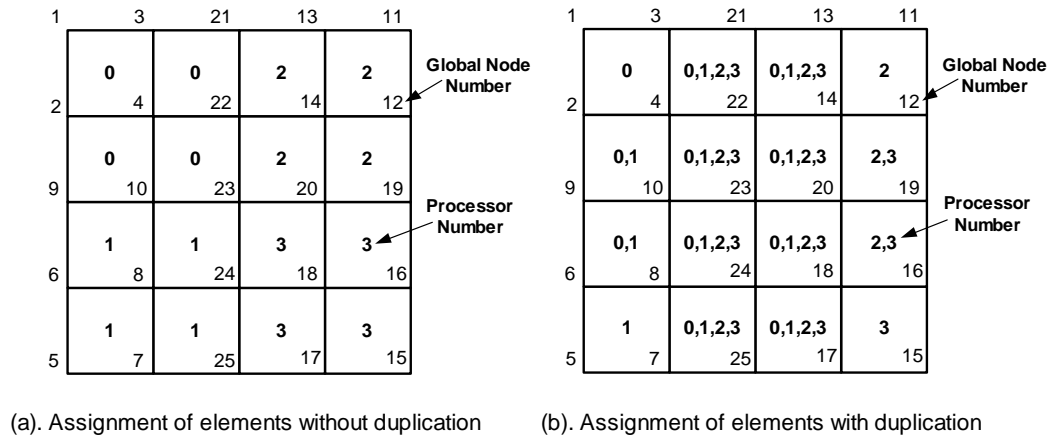 1 3 21 13 11
0 0 2 2
Global Node
Number
2 4 22 14 12
0 0 2 2
9 10 23 20 19
Processor
Number
1 1 3 3
6 8 24 18 16
1 1 3 3
5 7 25 17 15
(a). Assignment of elements without duplication
1 3 21 13 11
0 0,1,2,3 0,1,2,3 2
Global Node
Number
2 4 22 14 12
0,1 0,1,2,3 0,1,2,3 2,3
9 10 23 20 19
Processor
Number
0,1 0,1,2,3 0,1,2,3 2,3
6 8 24 18 16
1 0,1,2,3 0,1,2,3 3
5 7 25 17 15
(b). Assignment of elements with duplication